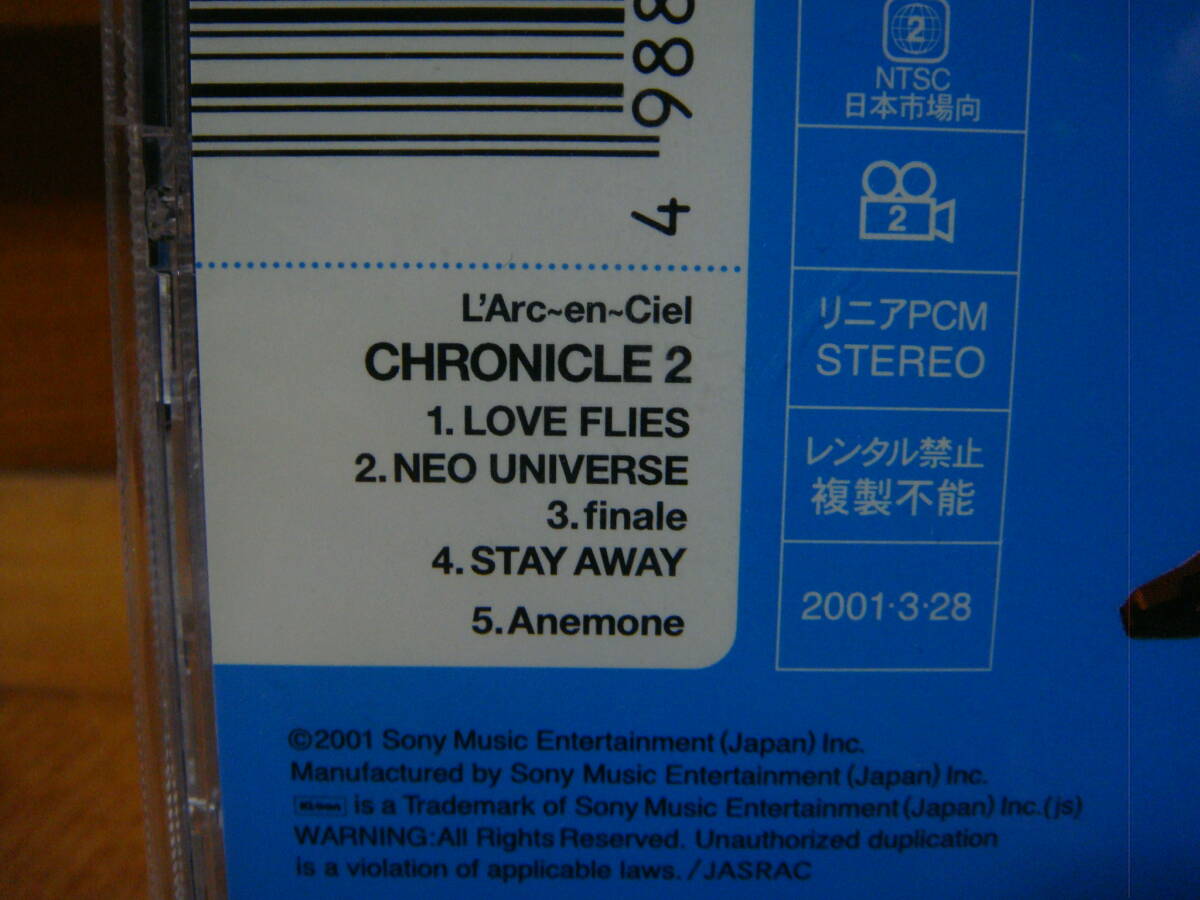 986 8
4
L'Arc~en~Ciel
CHRONICLE 2
1. LOVE FLIES
2. NEO UNIVERSE
3. finale
4. STAY AWAY
5. Anemone
2
NTSC
日本市場向
2
リニアPCM
STEREO
レンタル禁止
複製不能
2001·3·28
©2001 Sony Music Entertainment (Japan) Inc.
Manufactured by Sony Music Entertainment (Japan) Inc.
is a Trademark of Sony Music Entertainment (Japan) Inc. (js)
WARNING: All Rights Reserved. Unauthorized duplication
is a violation of applicable laws. /JASRAC